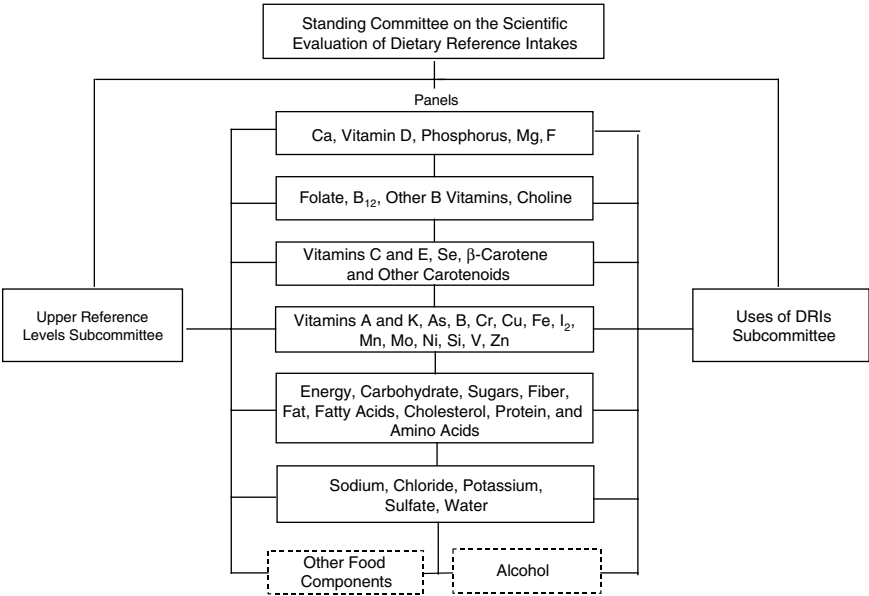 Standing Committee on the Scientific
Evaluation of Dietary Reference Intakes
Panels
Ca, Vitamin D, Phosphorus, Mg, F
Folate, B12, Other B Vitamins, Choline
Vitamins C and E, Se, β-Carotene
and Other Carotenoids
Upper Reference
Levels Subcommittee
Vitamins A and K, As, B, Cr, Cu, Fe, I2,
Mn, Mo, Ni, Si, V, Zn
Uses of DRIs
Subcommittee
Energy, Carbohydrate, Sugars, Fiber,
Fat, Fatty Acids, Cholesterol, Protein, and
Amino Acids
Sodium, Chloride, Potassium,
Sulfate, Water
Other Food
Components
Alcohol